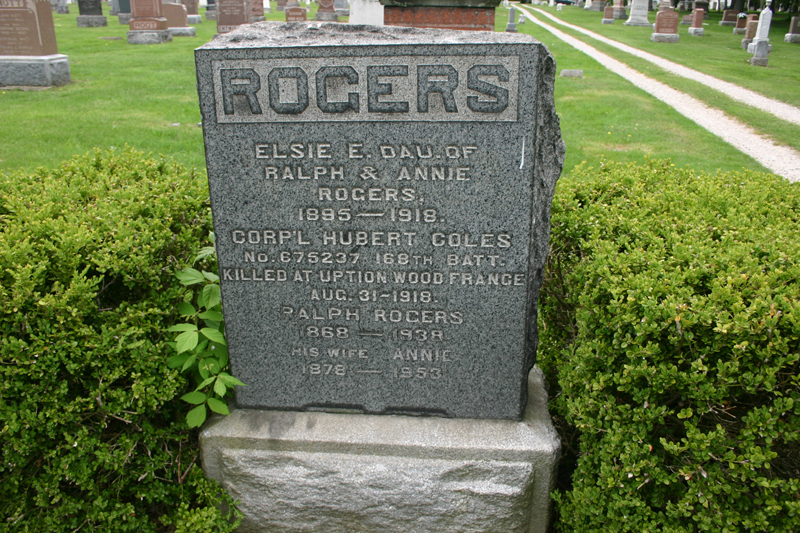 ROGERS
ELSIE E. DAU. OF
RALPH & ANNIE
ROGERS.
1895 — 1918.
CORP'L HUBERT COLES
No. 675237. 168TH BATT.
KILLED AT UPTION WOOD FRANCE
AUG. 31-1918.
RALPH ROGERS
1868 — 1938
HIS WIFE ANNIE
1878 — 1953